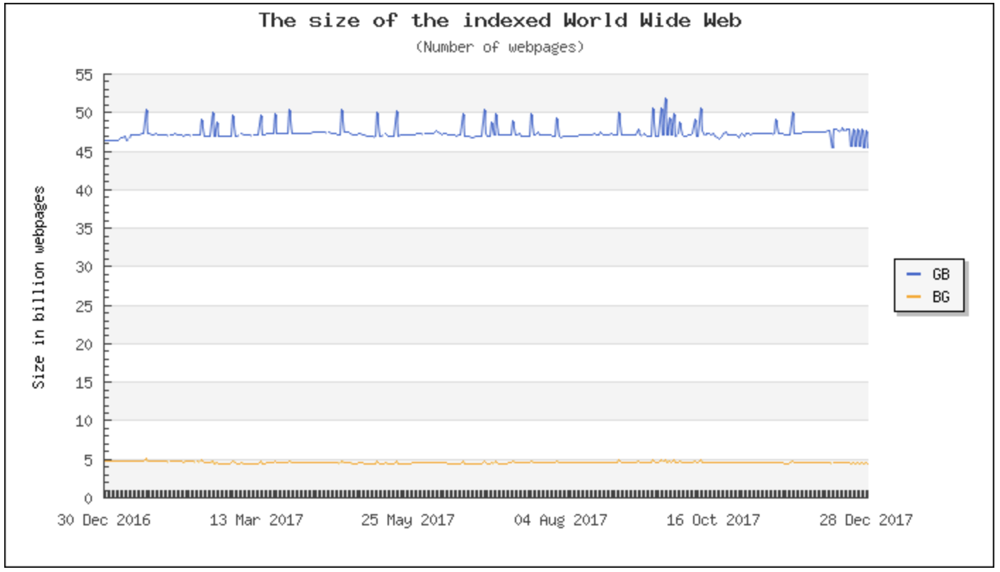 The size of the indexed World Wide Web
(Number of webpages)
Size in billion webpages
55
50
45
40
35
30
25
20
15
10
5
0
30 Dec 2016 13 Mar 2017 25 May 2017 04 Aug 2017 16 Oct 2017 28 Dec 2017
GB
BG